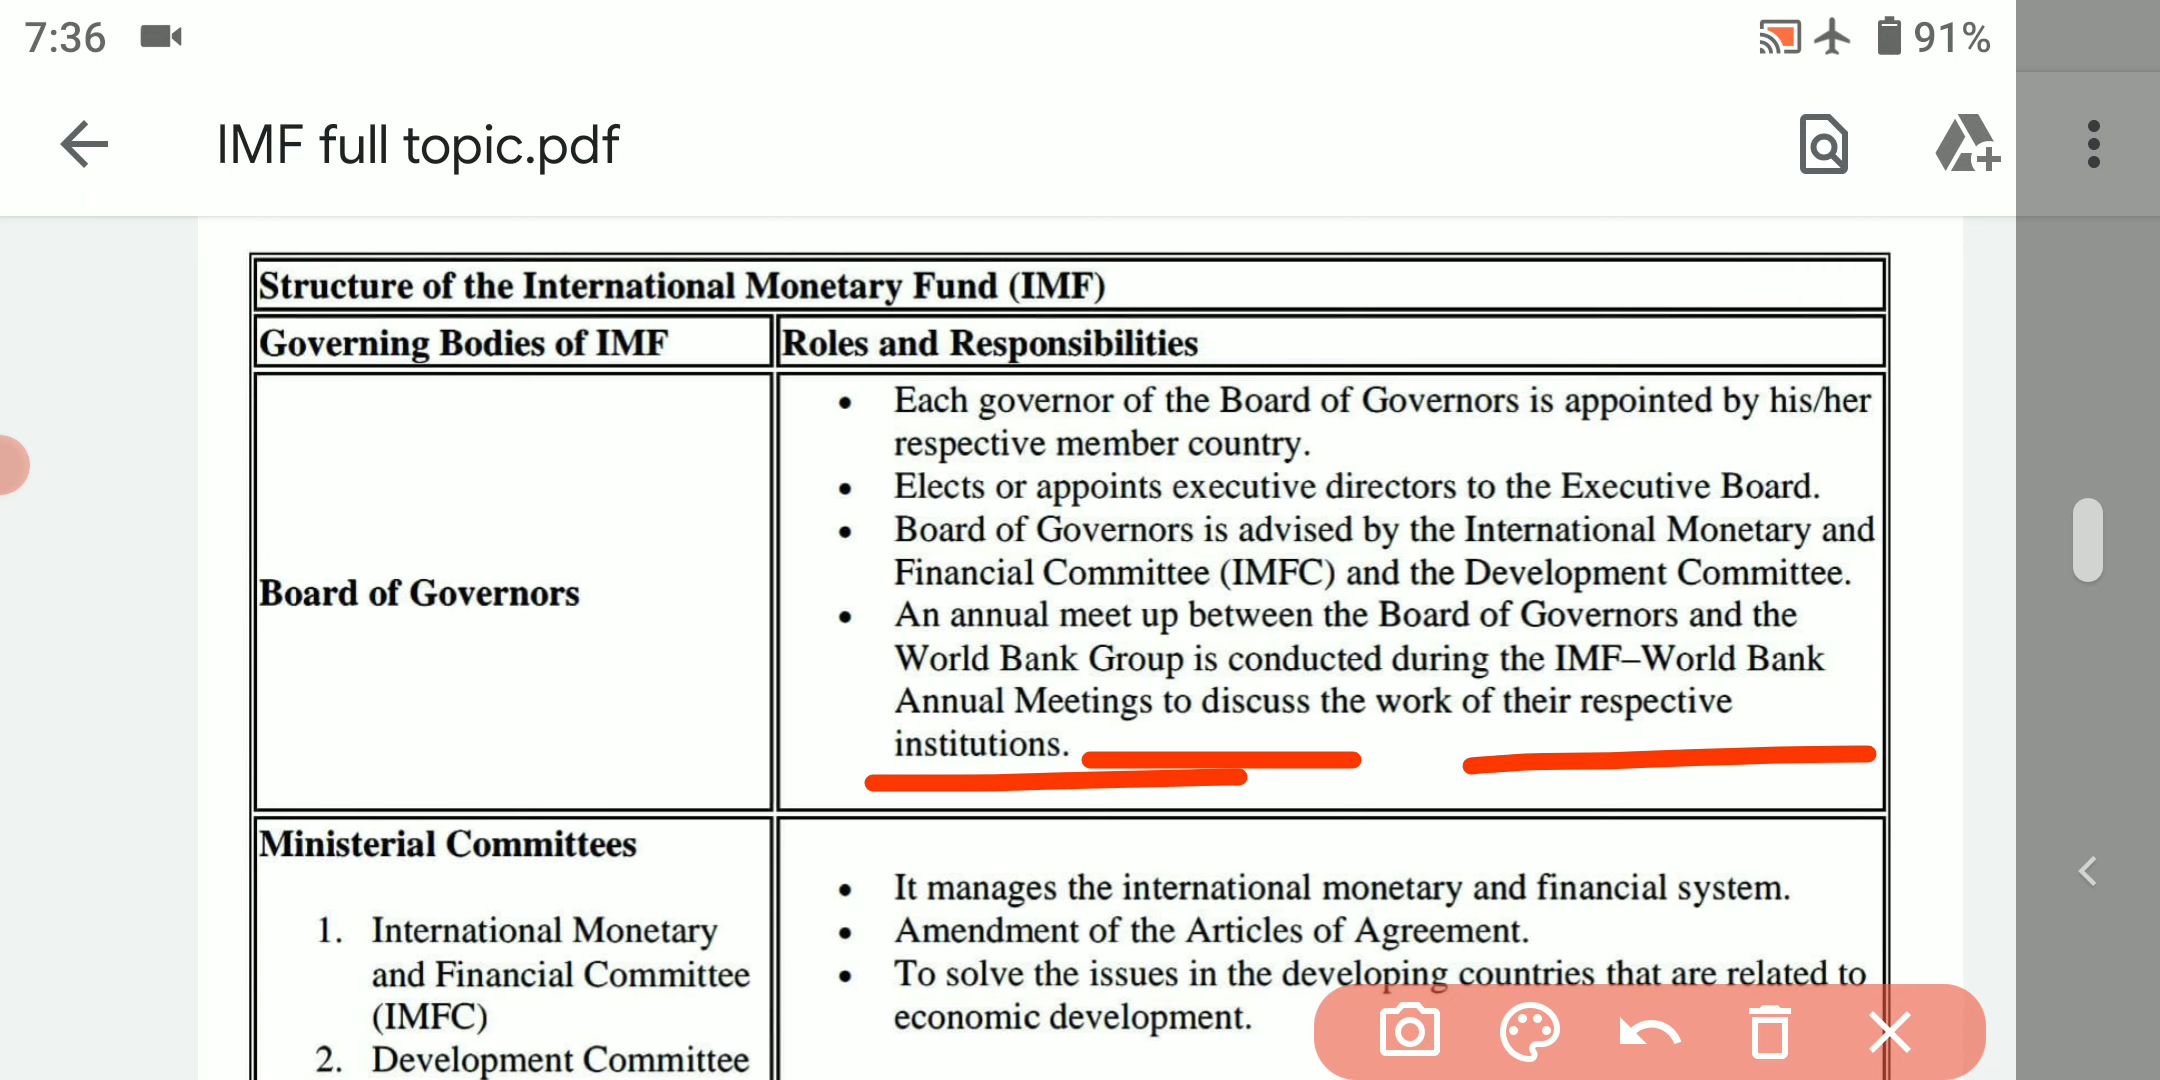 7:36
91%
IMF full topic.pdf
Structure of the International Monetary Fund (IMF)
Governing Bodies of IMF
Roles and Responsibilities
Board of Governors
• Each governor of the Board of Governors is appointed by his/her
respective member country.
• Elects or appoints executive directors to the Executive Board.
• Board of Governors is advised by the International Monetary and
Financial Committee (IMFC) and the Development Committee.
• An annual meet up between the Board of Governors and the
World Bank Group is conducted during the IMF–World Bank
Annual Meetings to discuss the work of their respective
institutions.
Ministerial Committees
1. International Monetary
and Financial Committee
(IMFC)
2. Development Committee
• It manages the international monetary and financial system.
• Amendment of the Articles of Agreement.
• To solve the issues in the developing countries that are related to
economic development.